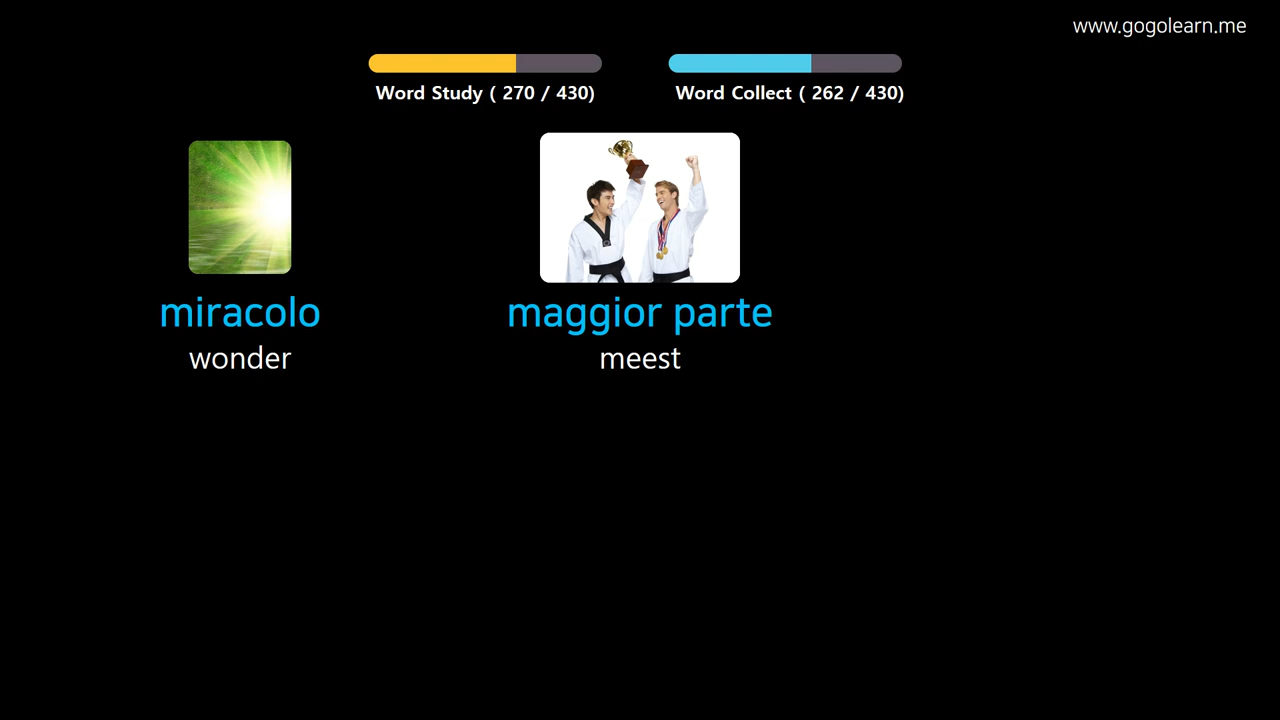 www.gogolearn.me
Word Study ( 270 / 430)
Word Collect ( 262 / 430)
miracolo
wonder
maggior parte
meest